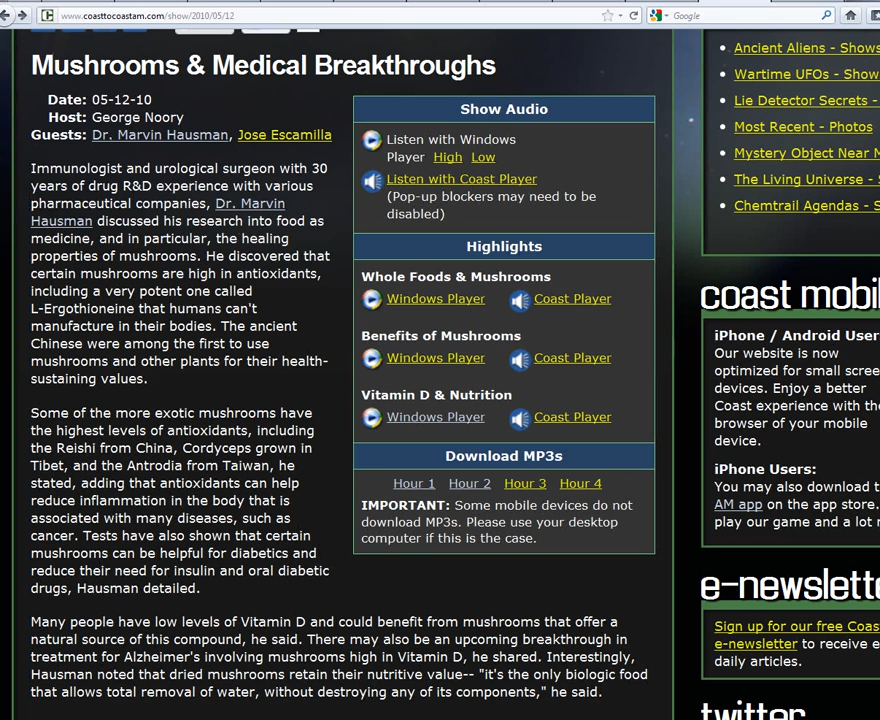 www.coasttocoastam.com/show/2010/05/12
Google
Mushrooms & Medical Breakthroughs
Date: 05-12-10
Host: George Noory
Guests: Dr. Marvin Hausman, Jose Escamilla
Immunologist and urological surgeon with 30
years of drug R&D experience with various
pharmaceutical companies, Dr. Marvin
Hausman discussed his research into food as
medicine, and in particular, the healing
properties of mushrooms. He discovered that
certain mushrooms are high in antioxidants,
including a very potent one called
L-Ergothioneine that humans can't
manufacture in their bodies. The ancient
Chinese were among the first to use
mushrooms and other plants for their health-
sustaining values.
Some of the more exotic mushrooms have
the highest levels of antioxidants, including
the Reishi from China, Cordyceps grown in
Tibet, and the Antrodia from Taiwan, he
stated, adding that antioxidants can help
reduce inflammation in the body that is
associated with many diseases, such as
cancer. Tests have also shown that certain
mushrooms can be helpful for diabetics and
reduce their need for insulin and oral diabetic
drugs, Hausman detailed.
Many people have low levels of Vitamin D and could benefit from mushrooms that offer a
natural source of this compound, he said. There may also be an upcoming breakthrough in
treatment for Alzheimer's involving mushrooms high in Vitamin D, he shared. Interestingly,
Hausman noted that dried mushrooms retain their nutritive value-- "it's the only biologic food
that allows total removal of water, without destroying any of its components," he said.
Show Audio
Listen with Windows
Player High Low
Listen with Coast Player
(Pop-up blockers may need to be
disabled)
Highlights
Whole Foods & Mushrooms
Windows Player Coast Player
Benefits of Mushrooms
Windows Player Coast Player
Vitamin D & Nutrition
Windows Player Coast Player
Download MP3s
Hour 1 Hour 2 Hour 3 Hour 4
IMPORTANT: Some mobile devices do not
download MP3s. Please use your desktop
computer if this is the case.
Ancient Aliens - Shows
Wartime UFOs - Show
Lie Detector Secrets -
Most Recent - Photos
Mystery Object Near
The Living Universe -
Chemtrail Agendas -
coast mobil
iPhone / Android User
Our website is now
optimized for small scree
devices. Enjoy a better
Coast experience with the
browser of your mobile
device.
iPhone Users:
You may also download t
AM app on the app store.
play our game and a lot
e-newslette
Sign up for our free Coas
e-newsletter to receive e
daily articles.
twitter